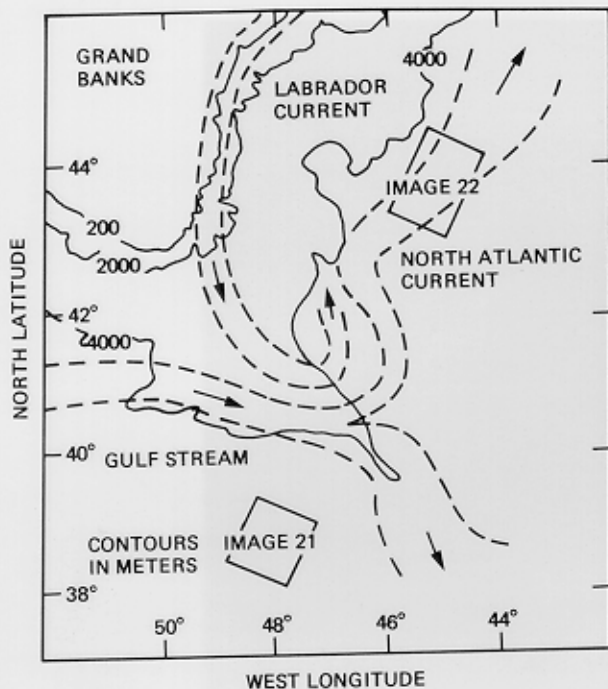 GRAND
BANKS
4000
LABRADOR
CURRENT
44°
IMAGE 22
200
2000
NORTH ATLANTIC
CURRENT
42°
4000
NORTH LATITUDE
40°
GULF STREAM
CONTOURS
IN METERS
IMAGE 21
38°
50°
48°
46°
44°
WEST LONGITUDE